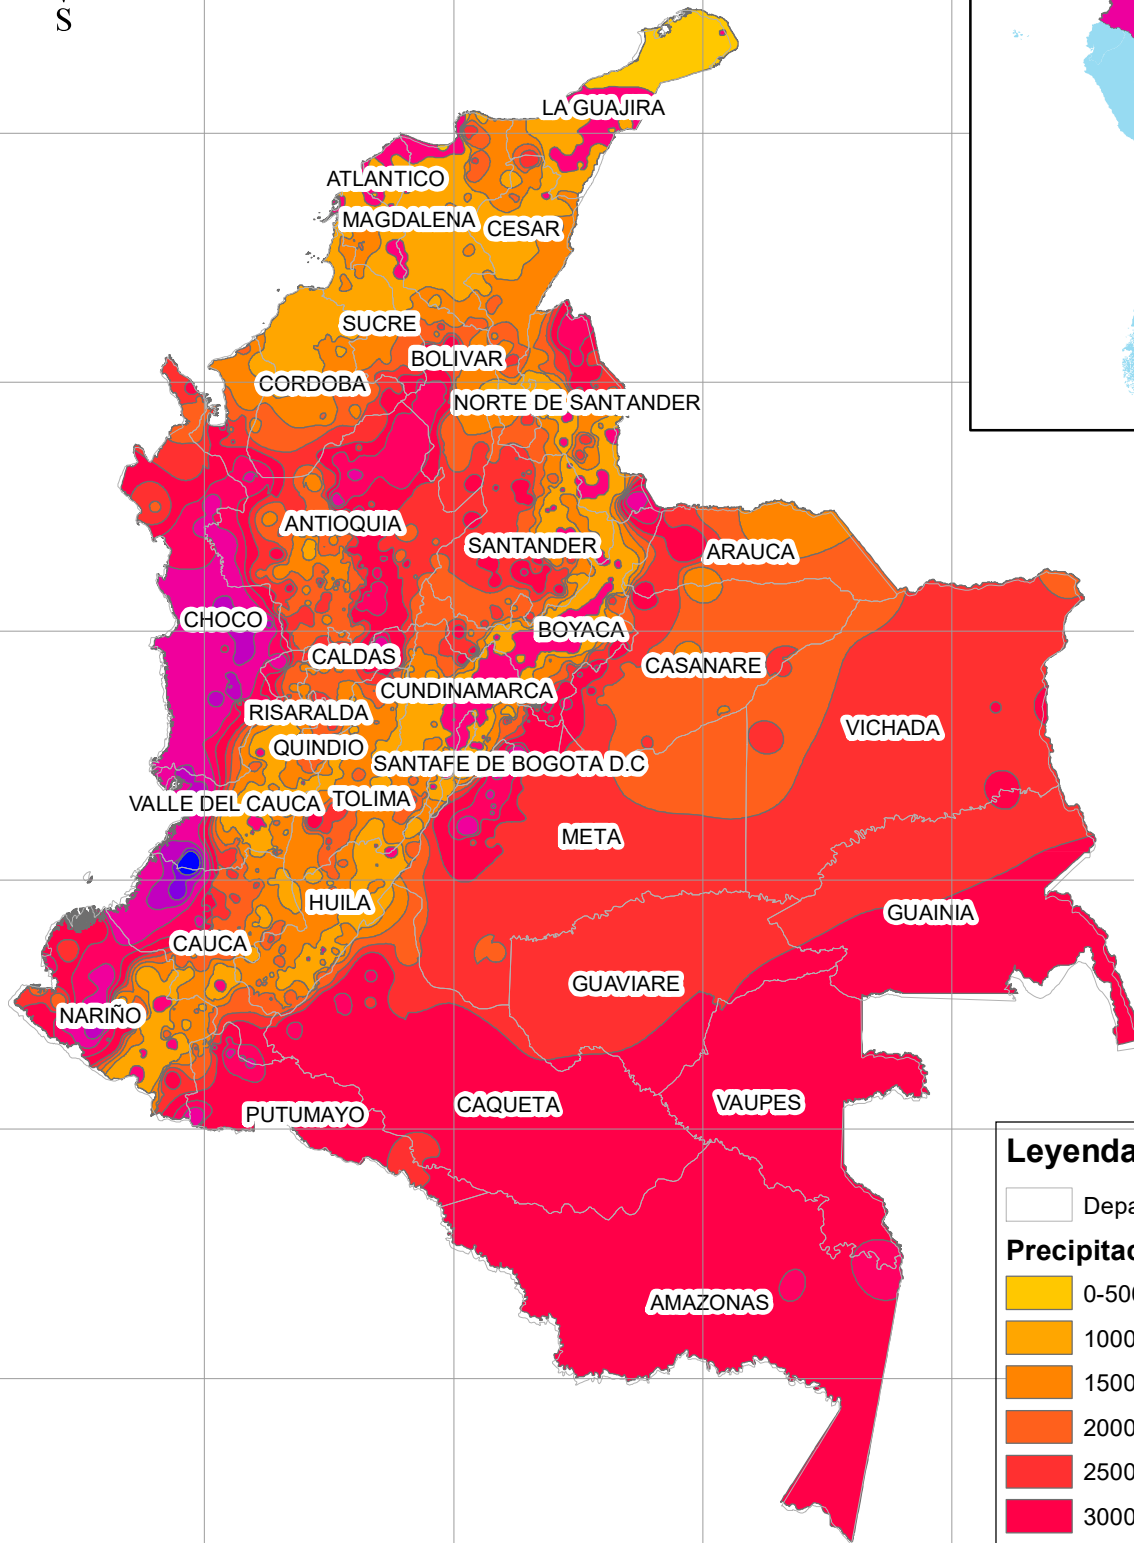 S
LA GUAJIRA
ATLANTICO
MAGDALENA
CESAR
SUCRE
BOLIVAR
CORDOBA
NORTE DE SANTANDER
ANTIOQUIA
SANTANDER
ARAUCA
CHOCO
BOYACA
CALDAS
CASANARE
CUNDINAMARCA
RISARALDA
VICHADA
QUINDIO
SANTAFE DE BOGOTA D.C
VALLE DEL CAUCA
TOLIMA
META
HUILA
GUAINIA
CAUCA
GUAVIARE
NARIÑO
CAQUETA
VAUPES
PUTUMAYO
AMAZONAS
Leyenda
Depa
Precipitac
0-500
1000
1500
2000
2500
3000